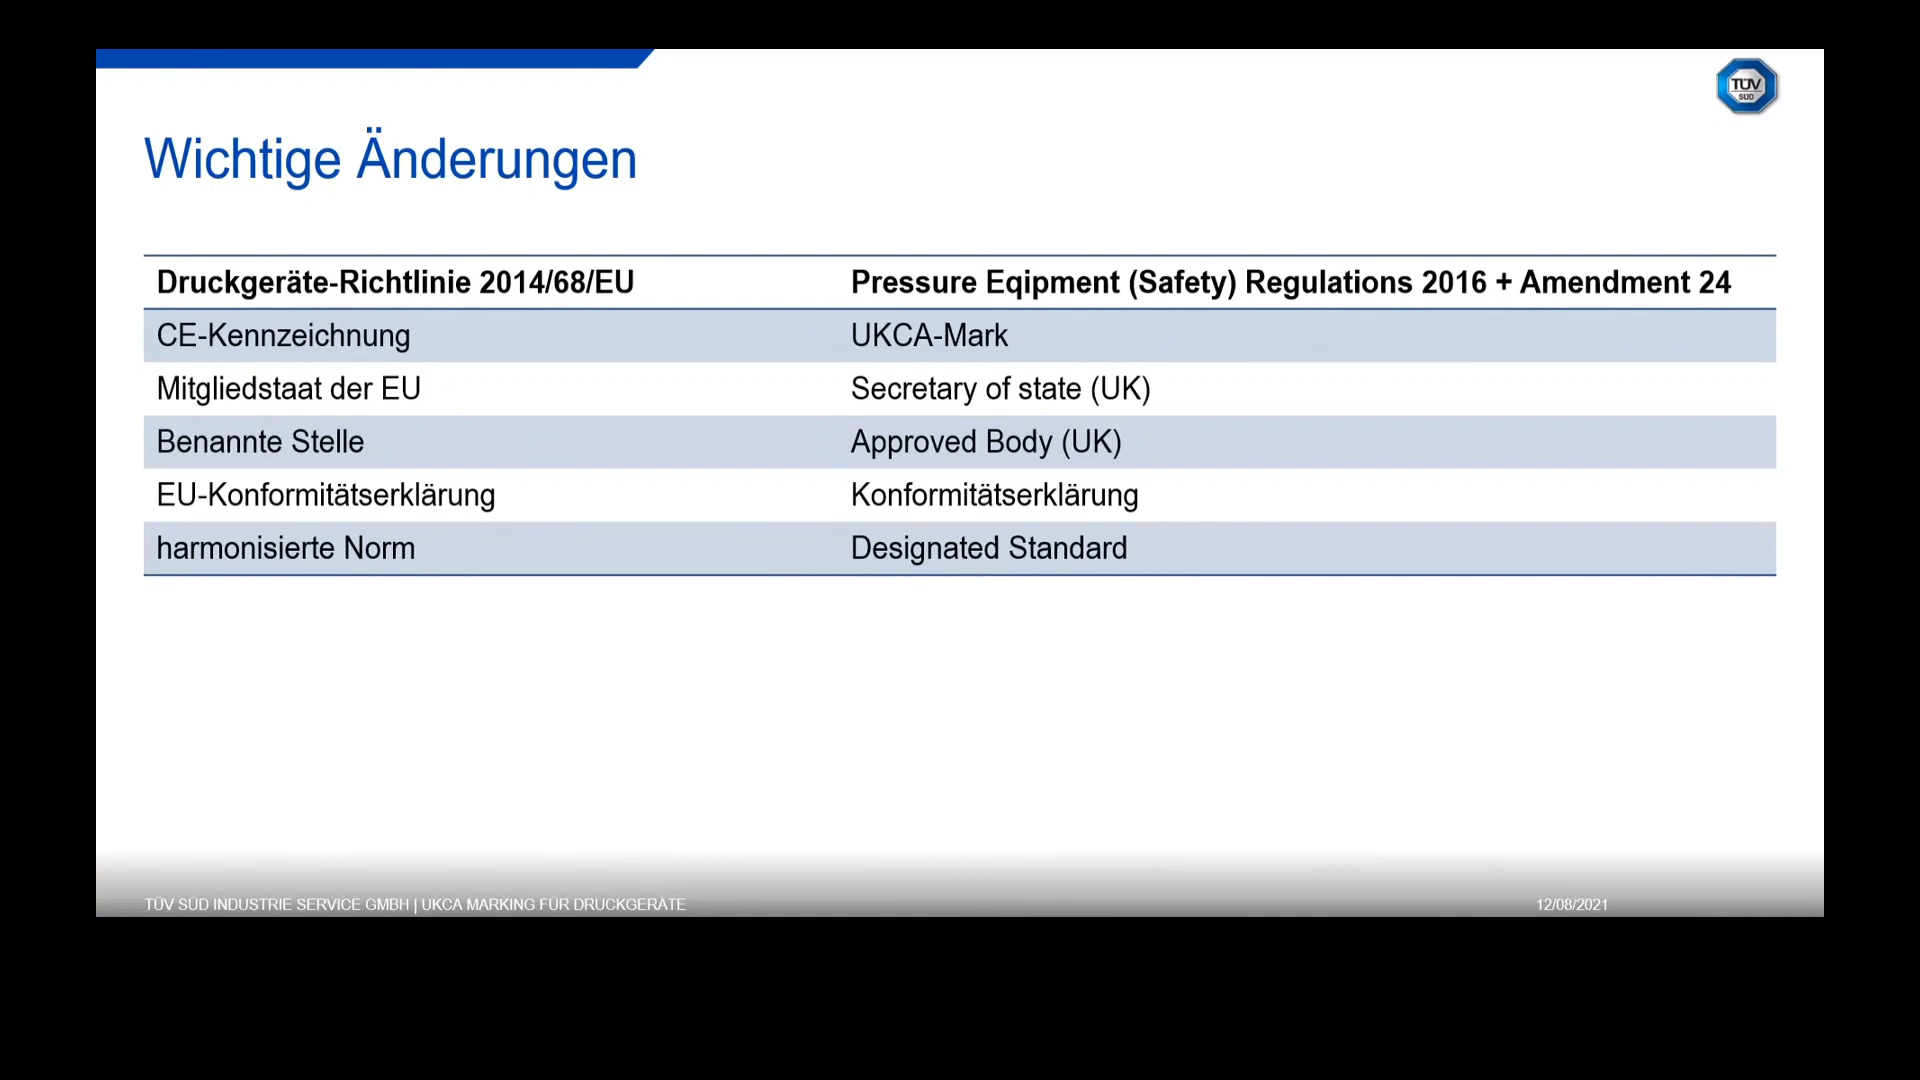 TÜV
SÜD
Wichtige Änderungen
Druckgeräte-Richtlinie 2014/68/EU Pressure Eqipment (Safety) Regulations 2016 + Amendment 24
CE-Kennzeichnung UKCA-Mark
Mitgliedstaat der EU Secretary of state (UK)
Benannte Stelle Approved Body (UK)
EU-Konformitätserklärung Konformitätserklärung
harmonisierte Norm Designated Standard
TÜV SÜD INDUSTRIE SERVICE GMBH | UKCA MARKING FÜR DRUCKGERÄTE 12/08/2021